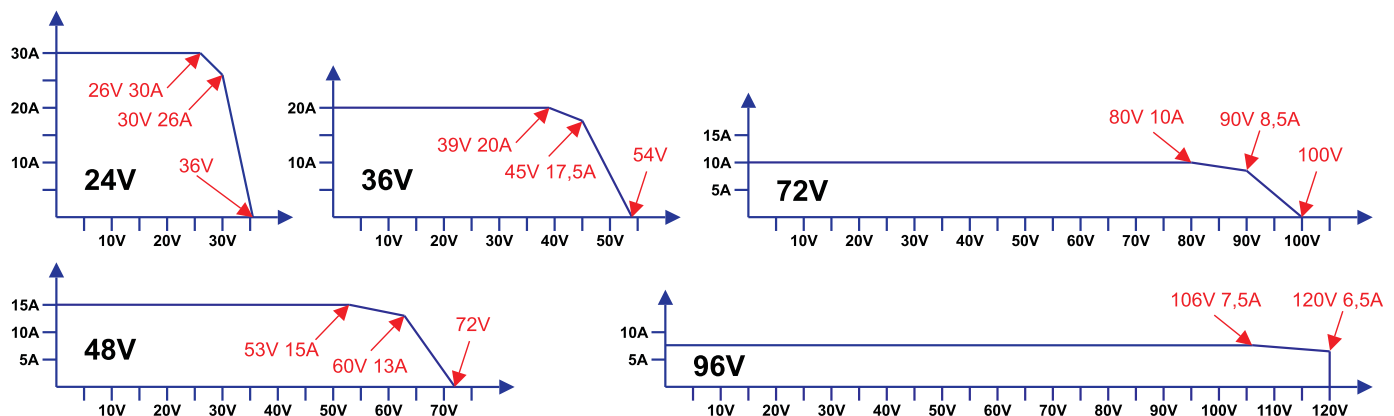 30A
20A
10A
26V 30A
30V 26A
36V
24V
10V 20V 30V
20A
10A
39V 20A
45V 17,5A
54V
36V
10V 20V 30V 40V 50V
15A
10A
5A
80V 10A
90V 8,5A
100V
72V
10V 20V 30V 40V 50V 60V 70V 80V 90V 100V
15A
10A
5A
53V 15A
60V 13A
72V
48V
10V 20V 30V 40V 50V 60V 70V
10A
5A
106V 7,5A
120V 6,5A
96V
10V 20V 30V 40V 50V 60V 70V 80V 90V 100V 110V 120V